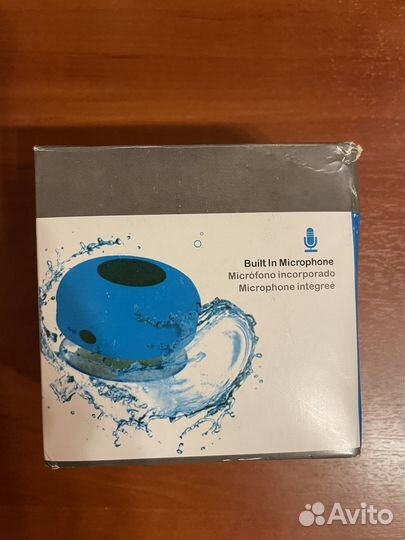 Built In Microphone
Micrófono incorporado
Microphone integreé
Avito